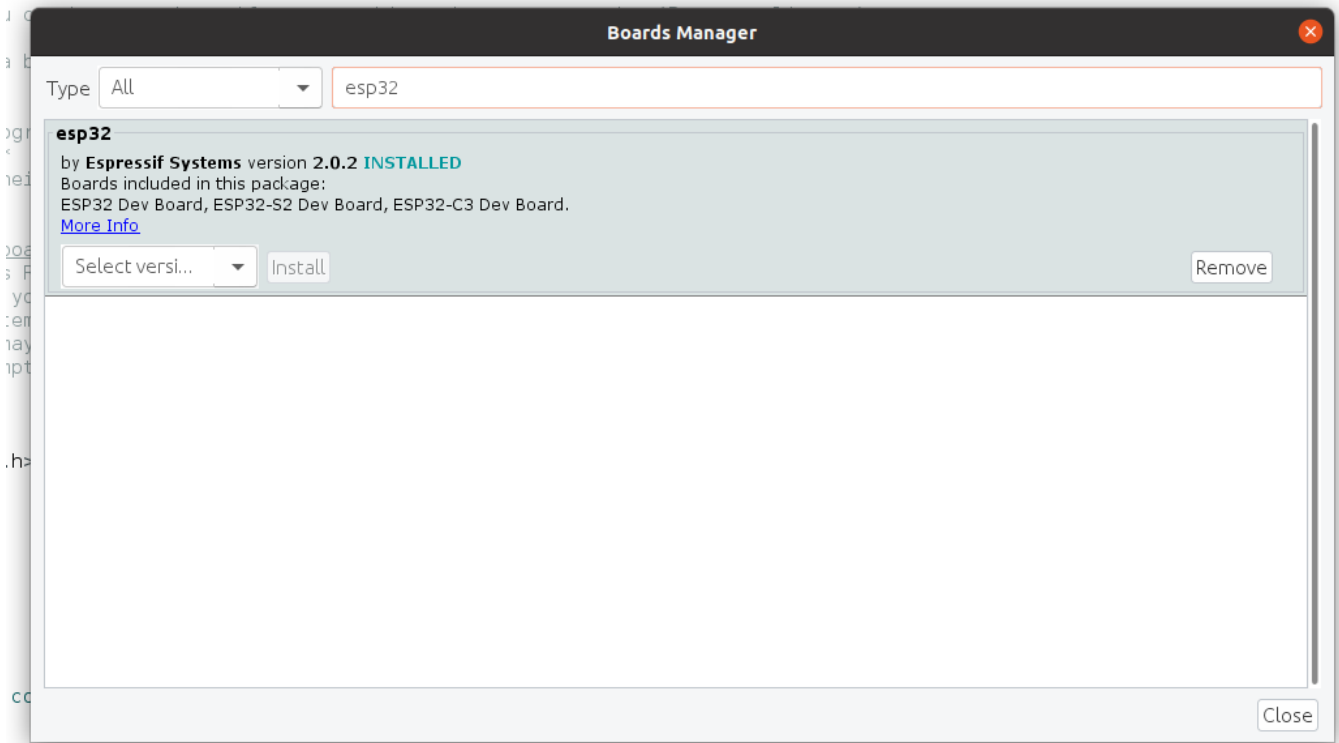 Boards Manager
Type All esp32
esp32
by Espressif Systems version 2.0.2 INSTALLED
Boards included in this package:
ESP32 Dev Board, ESP32-S2 Dev Board, ESP32-C3 Dev Board.
More Info
Select versi... Install Remove
.h>
Close